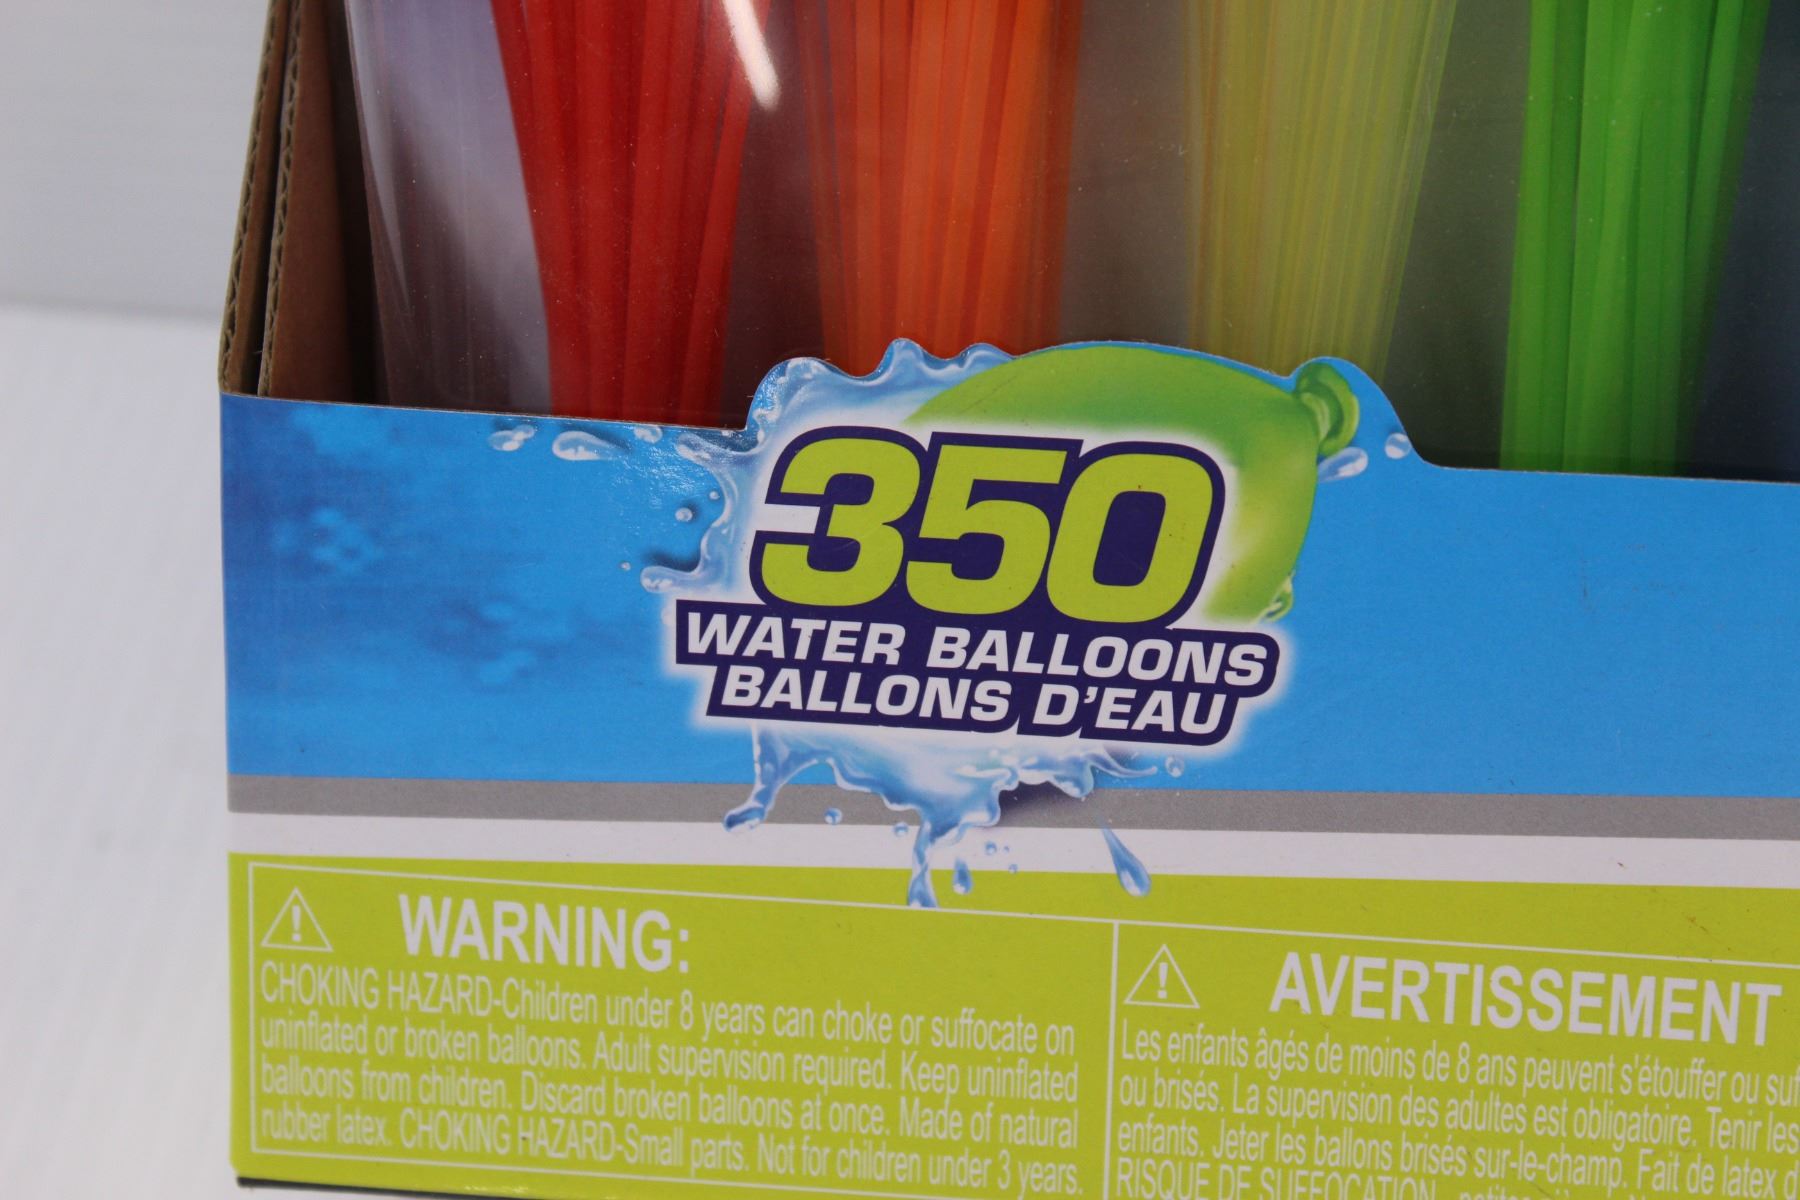 350
WATER BALLOONS
BALLONS D'EAU
WARNING:
CHOKING HAZARD-Children under 8 years can choke or suffocate on
uninflated or broken balloons. Adult supervision required. Keep uninflated
balloons from children. Discard broken balloons at once. Made of natural
rubber latex. CHOKING HAZARD-Small parts. Not for children under 3 years.
AVERTISSEMENT
Les enfants âgés de moins de 8 ans peuvent s'étouffer ou
ou brisés. La supervision des adultes est obligatoire. Tenir les
enfants. Jeter les ballons brisés sur-le-champ. Fait de latex
RISQUE DE SUFFOCATION